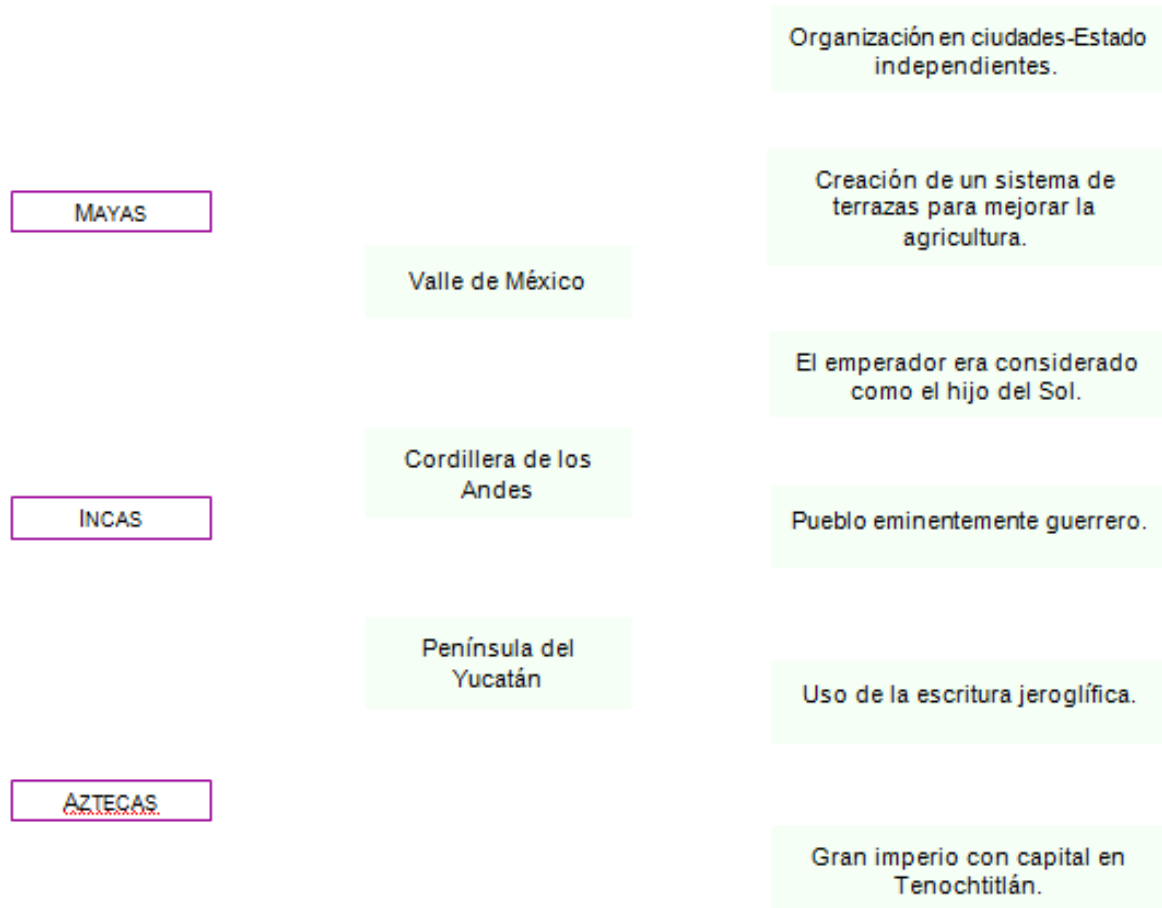 Organización en ciudades-Estado
independientes.
Creación de un sistema de
terrazas para mejorar la
agricultura.
MAYAS
Valle de México
El emperador era considerado
como el hijo del Sol.
Cordillera de los
Andes
INCAS
Pueblo eminentemente guerrero.
Península del
Yucatán
Uso de la escritura jeroglífica.
AZTECAS
Gran imperio con capital en
Tenochtitlán.